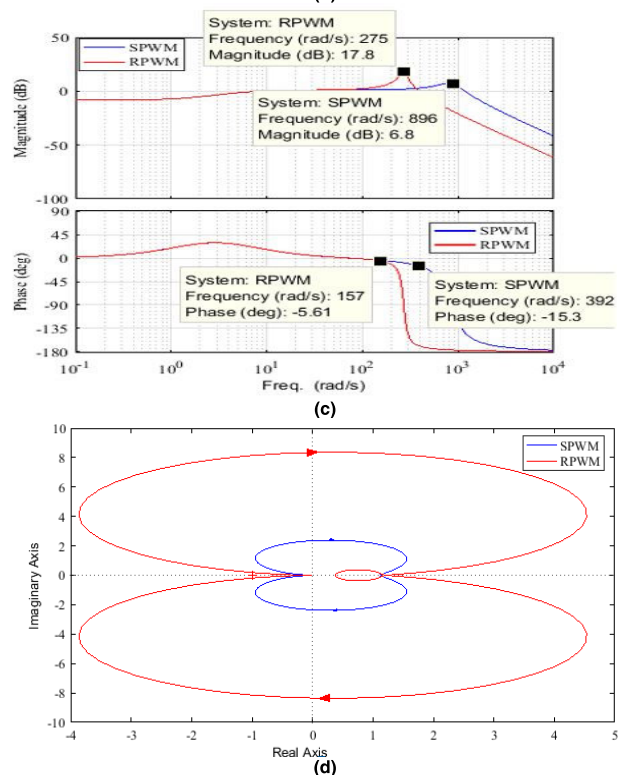 System: RPWM
Frequency (rad/s): 275
Magnitude (dB): 17.8
SPWM
RPWM
System: SPWM
Frequency (rad/s): 896
Magnitude (dB): 6.8
Magnitude (dB)
50
0
-50
-100
SPWM
RPWM
System: RPWM
Frequency (rad/s): 157
Phase (deg): -5.61
System: SPWM
Frequency (rad/s): 392
Phase (deg): -15.3
Phase (deg)
90
45
0
-45
-90
-135
-180
10^-1 10^0 10^1 10^2 10^3 10^4
Freq. (rad/s)
(c)
SPWM
RPWM
Imaginary Axis
10
8
6
4
2
0
-2
-4
-6
-8
-10
-4 -3 -2 -1 0 1 2 3 4 5
Real Axis
(d)